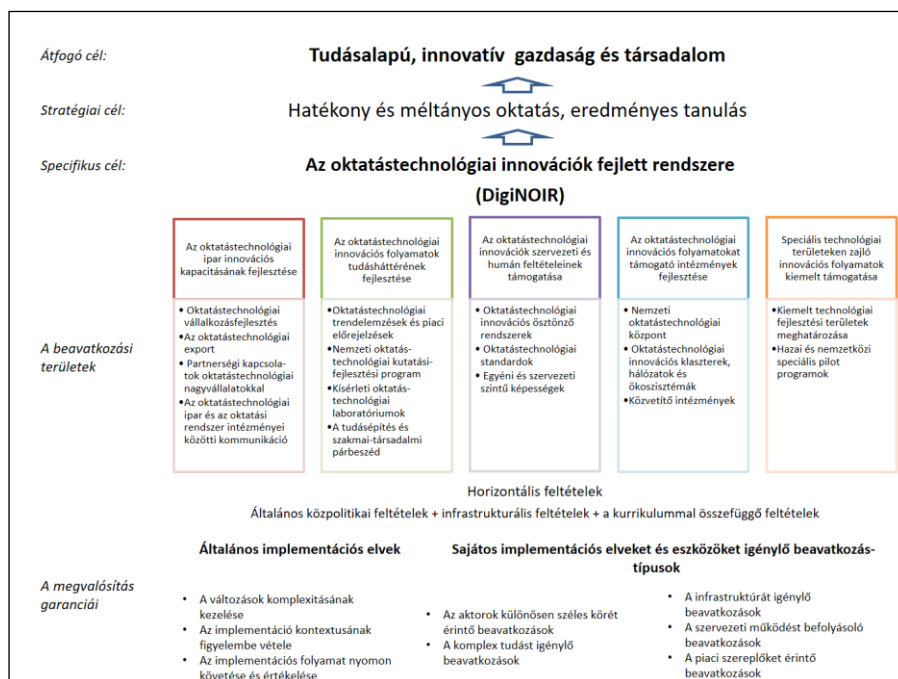 Átfogó cél:
Tudásalapú, innovatív gazdaság és társadalom
Stratégiai cél:
Hatékony és méltányos oktatás, eredményes tanulás
Specifikus cél:
Az oktatástechnológiai innovációk fejlett rendszere
(DigiNOIR)
A beavatkozási
területek
Az oktatástechnológiai
ipar innovációs
kapacitásának fejlesztése
• Oktatástechnológiai
vállalkozásfejlesztés
• Az oktatástechnológiai
export
• Partnerségi kapcsola-
tok oktatástechnológiai
nagyvállalatokkal
• Az oktatástechnológiai
ipar és az oktatási
rendszer intézményei
közötti kommunikáció
Az oktatástechnológiai
innovációs folyamatok
tudásháttérének
fejlesztése
• Oktatástechnológiai
trendelemzések és piaci
előrejelzések
• Nemzeti oktatás-
technológiai kutatási-
fejlesztési program
• Kísérleti oktatás-
technológiai
laboratóriumok
• A tudásépítés és
szakmai-társadalmi
párbeszéd
Az oktatástechnológiai
innovációk szervezeti és
humán feltételeinek
támogatása
• Oktatástechnológiai
innovációs ösztönző
rendszerek
• Oktatástechnológiai
standardok
• Egyéni és szervezeti
szintű képességek
Az oktatástechnológiai
innovációs folyamatokat
támogató intézmények
fejlesztése
• Nemzeti
oktatástechnológiai
központ
• Oktatástechnológiai
innovációs klaszterek,
hálózatok és
ökoszisztémák
• Közvetítő intézmények
Speciális technológiai
területeken zajló
innovációs folyamatok
kiemelt támogatása
• Kiemelt technológiai
fejlesztési területek
meghatározása
• Hazai és nemzetközi
speciális pilot
programok
Horizontális feltételek
Általános közpolitikai feltételek + infrastrukturális feltételek + a kurrikulummal összefüggő feltételek
A megvalósítás
garanciái
Általános implementációs elvek
• A változások komplexitásának
kezelése
• Az implementáció kontextusának
figyelembe vétele
• Az implementációs folyamat nyomon
követése és értékelése
Sajátos implementációs elveket és eszközöket igénylő beavatkozás-
típusok
• Az aktorok különösen széles körét
érintő beavatkozások
• A komplex tudást igénylő
beavatkozások
• A infrastruktúrát igénylő
beavatkozások
• A szervezeti működést befolyásoló
beavatkozások
• A piaci szereplőket érintő
beavatkozások